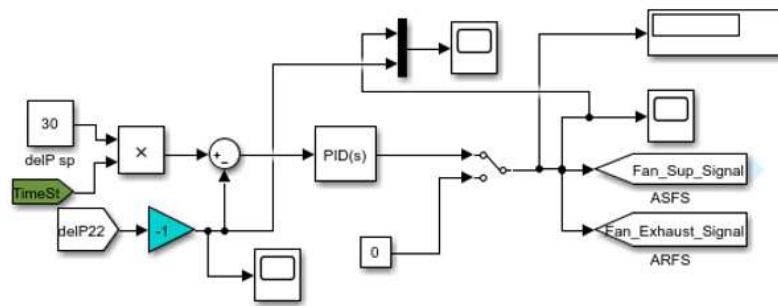 30
delP sp
×
TimeSt
delP22
-1
+
−
PID(s)
0
Fan_Sup_Signal
ASFS
Fan_Exhaust_Signal
ARFS